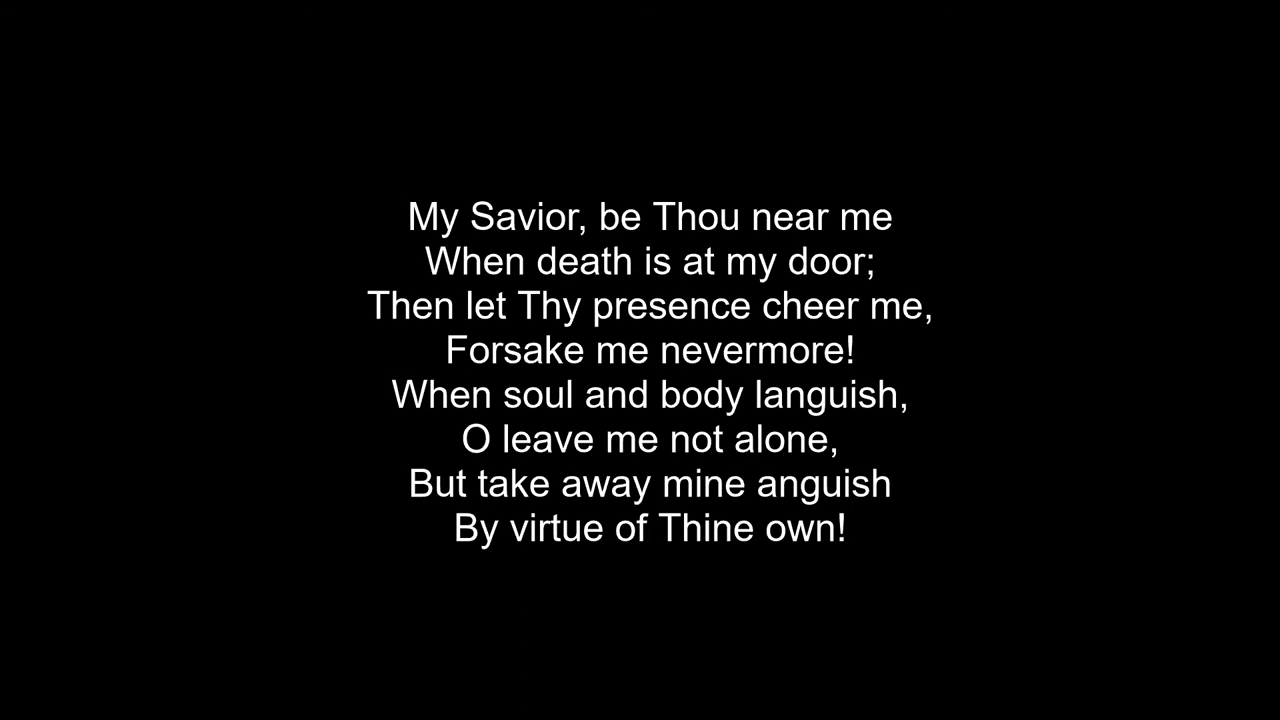 My Savior, be Thou near me
When death is at my door;
Then let Thy presence cheer me,
Forsake me nevermore!
When soul and body languish,
O leave me not alone,
But take away mine anguish
By virtue of Thine own!